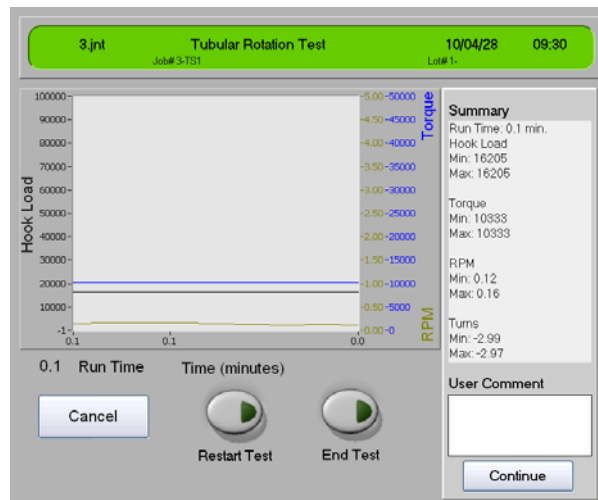 3.jnt Tubular Rotation Test 10/04/28 09:30
Job# 3-TS1 Lot# 1-
100000
90000
80000
70000
60000
50000
40000
30000
20000
10000
-1
Hook Load
5.00
4.50
4.00
3.50
3.00
2.50
2.00
1.50
1.00
0.50
0.00
RPM
50000
45000
40000
35000
30000
25000
20000
15000
10000
5000
0
Torque
0.1 0.1 0.0
0.1 Run Time Time (minutes)
Cancel
Restart Test End Test
Summary
Run Time: 0.1 min.
Hook Load
Min: 16205
Max: 16205
Torque
Min: 10333
Max: 10333
RPM
Min: 0.12
Max: 0.16
Turns
Min: -2.99
Max: -2.97
User Comment
Continue